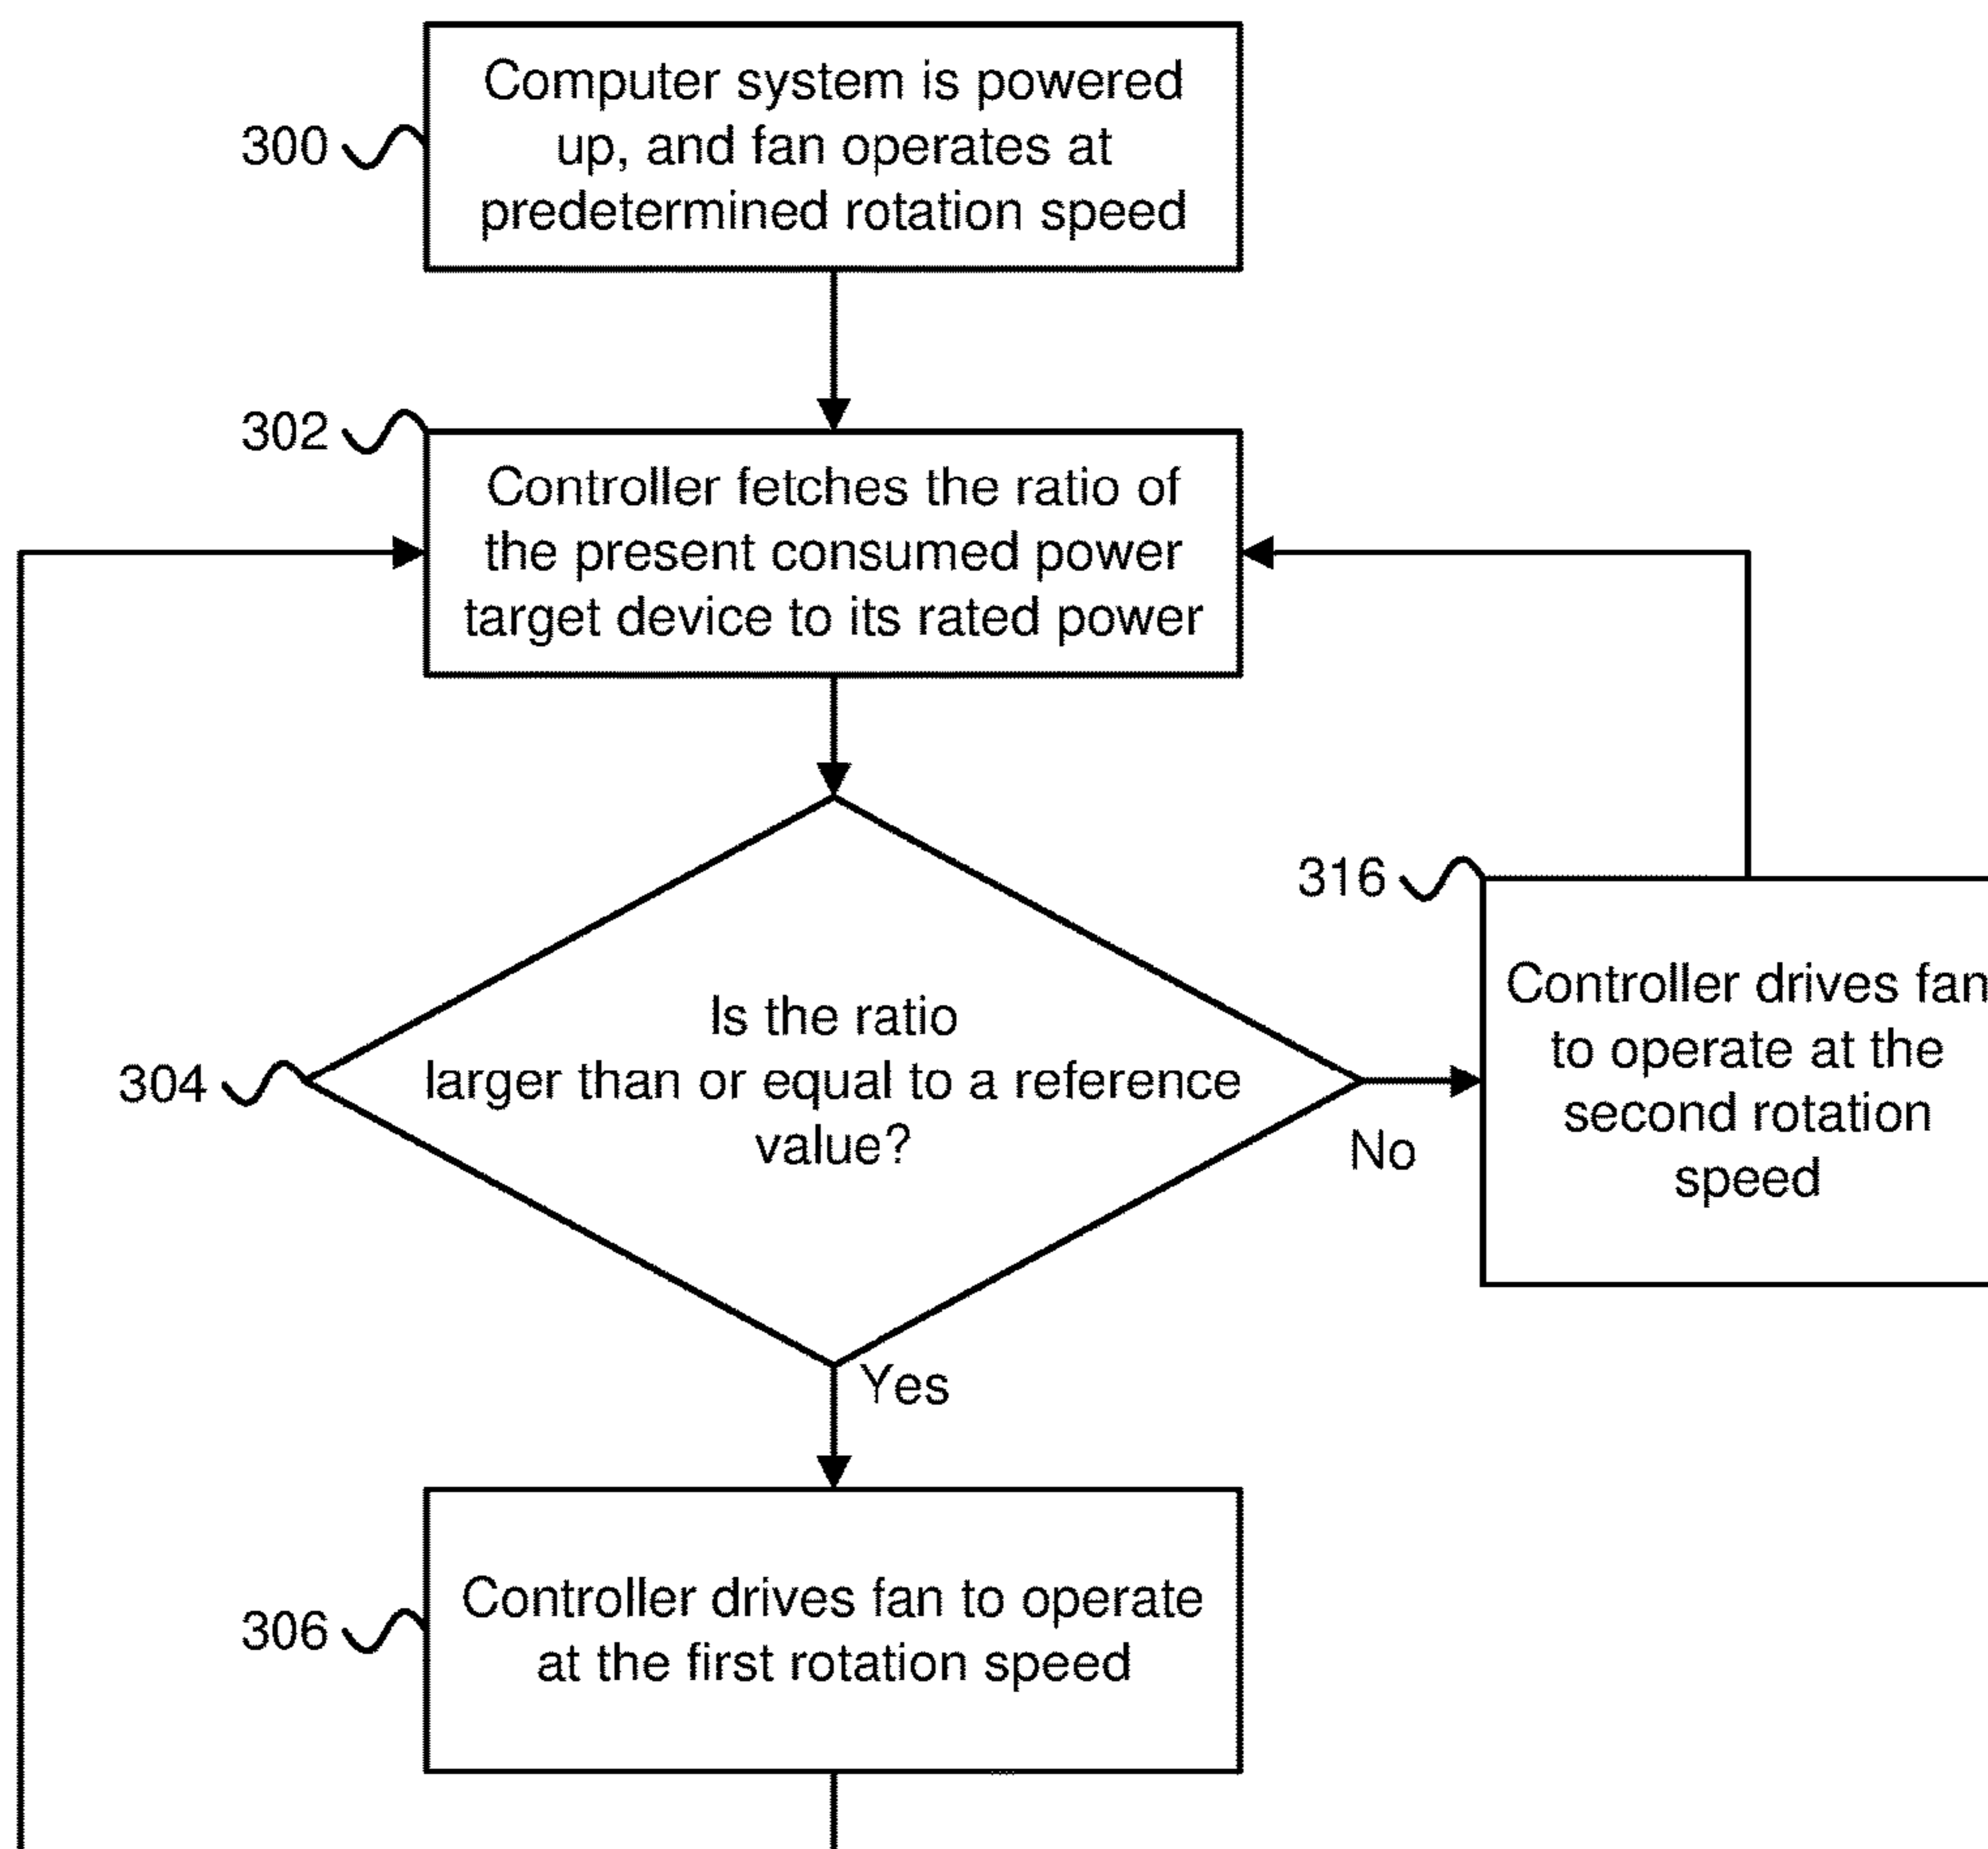 300
Computer system is powered
up, and fan operates at
predetermined rotation speed
302
Controller fetches the ratio of
the present consumed power
target device to its rated power
304
Is the ratio
larger than or equal to a reference
value?
No
316
Controller drives fan
to operate at the
second rotation
speed
Yes
306
Controller drives fan to operate
at the first rotation speed